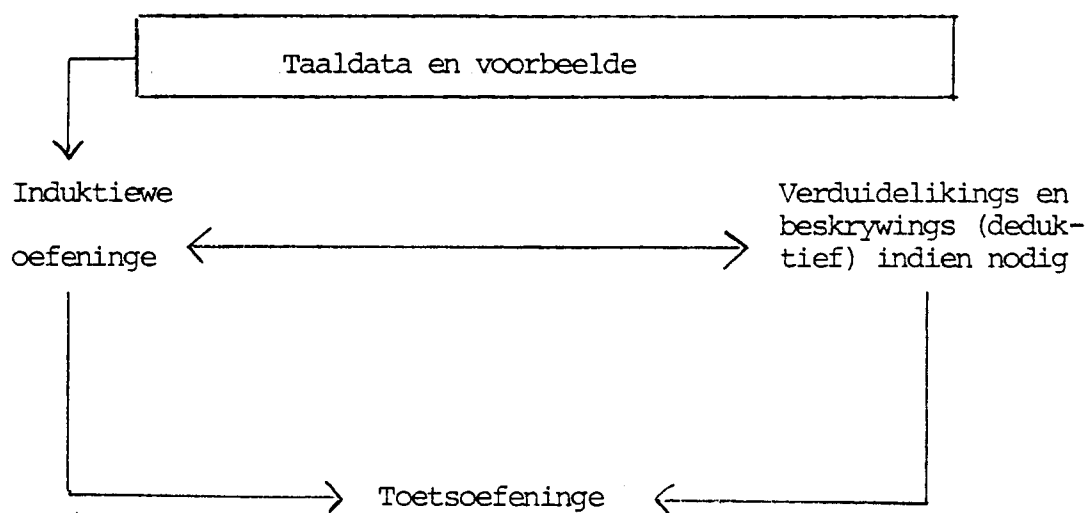 Taaldata en voorbeelde
Induktiewe
oefeninge
Verduidelikings en
beskrywings (deduk-
tief) indien nodig
Toetsoefeninge